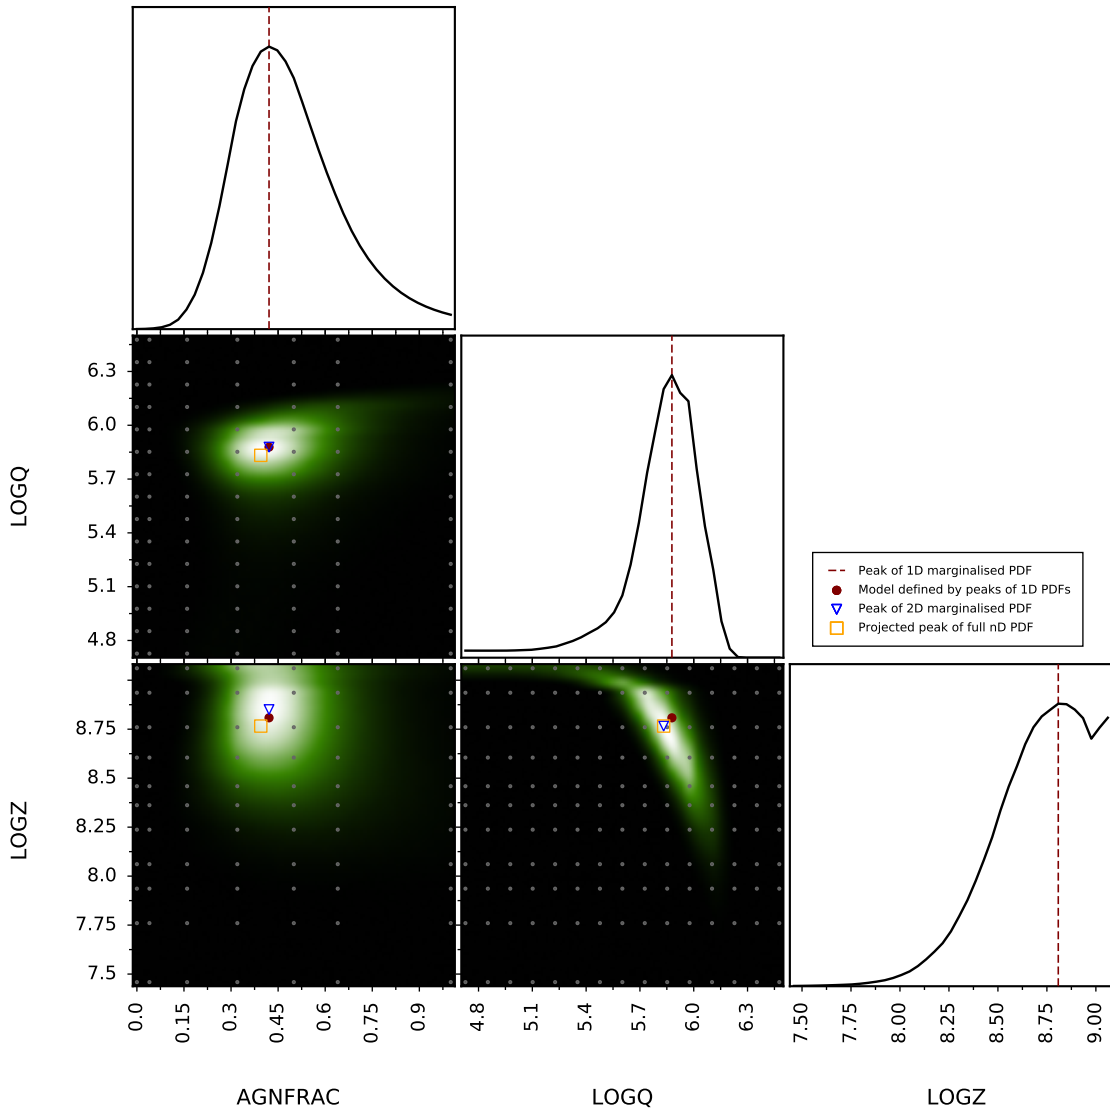 6.3
6.0
5.7
5.4
5.1
4.8
LOGQ
Peak of 1D marginalised PDF
Model defined by peaks of 1D PDFs
Peak of 2D marginalised PDF
Projected peak of full nD PDF
8.75
8.5
8.25
8.0
7.75
7.5
LOGZ
0.0 0.15 0.3 0.45 0.6 0.75 0.9
4.8 5.1 5.4 5.7 6.0 6.3
7.50 7.75 8.00 8.25 8.50 8.75 9.00
AGNFRAC LOGQ LOGZ